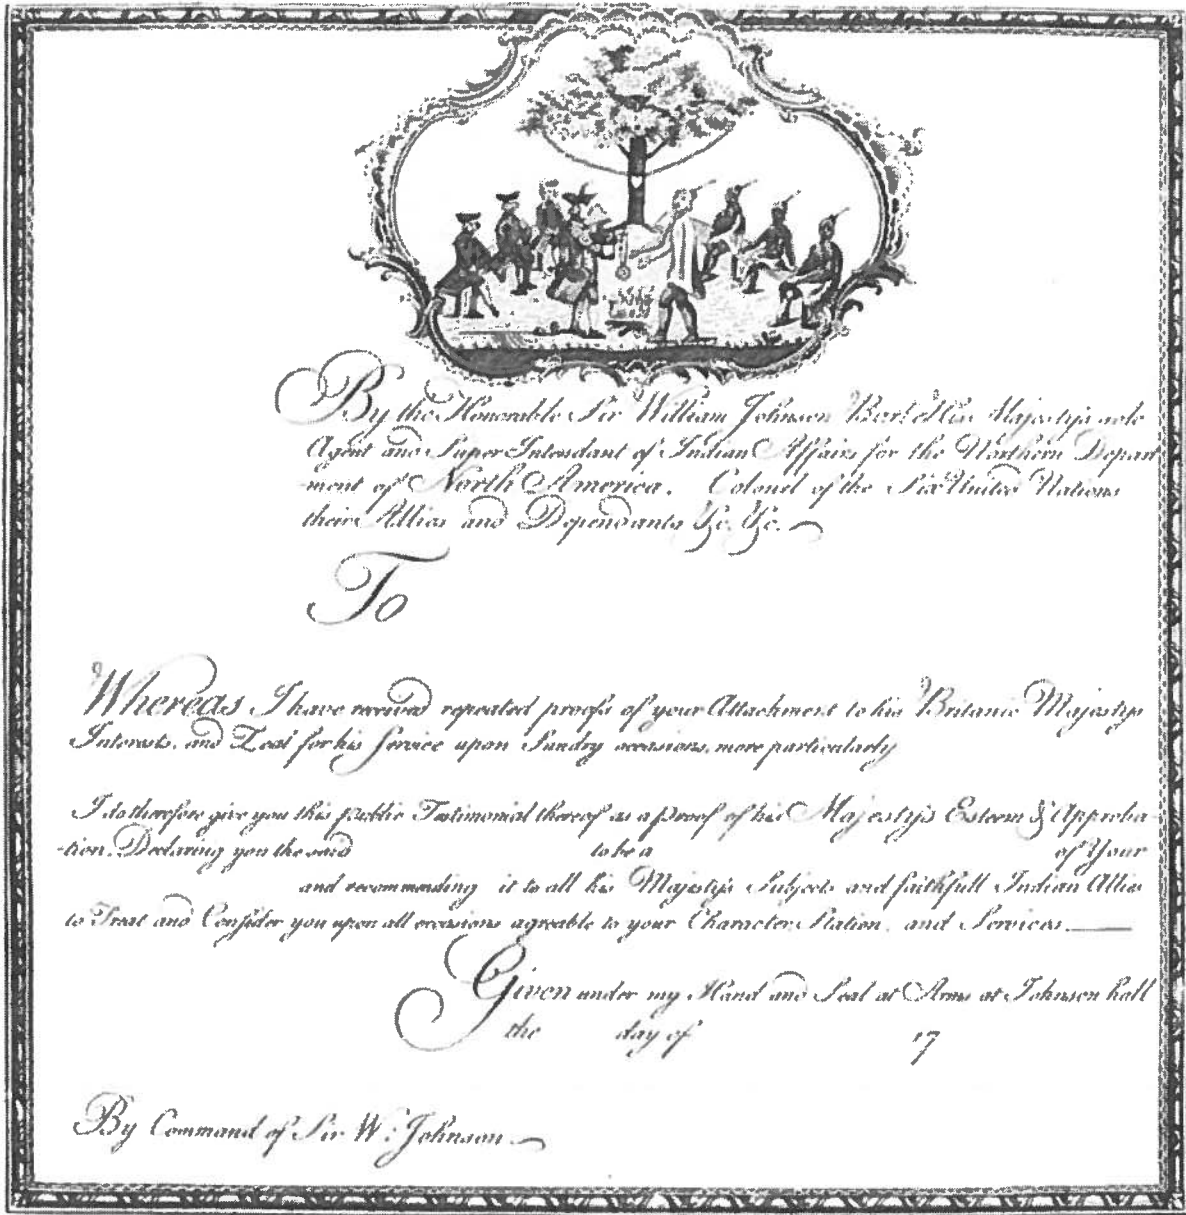 By the Honorable Sir William Johnson Bart. His Majesty's sole
Agent and Super Intendant of Indian Affairs for the Northern Depart
ment of North America. Colonel of the Six United Nations
their Allies and Dependants &c. &c.
To
Whereas I have received repeated proofs of your Attachment to his Britanic Majestys
Interests, and Zeal for his Service upon Sundry occasions, more particularly
I do therefore give you this public Testimonial thereof as a proof of his Majesty's Esteem & Approba
-tion, Declaring you the said to be a of Your
and recommending it to all his Majesty's Subjects and faithfull Indian Allies
to Treat and Consider you upon all occasions agreable to your Character, Station, and Services.
Given under my Hand and Seal at Arms at Johnson hall
the day of 17
By Command of Sir W: Johnson